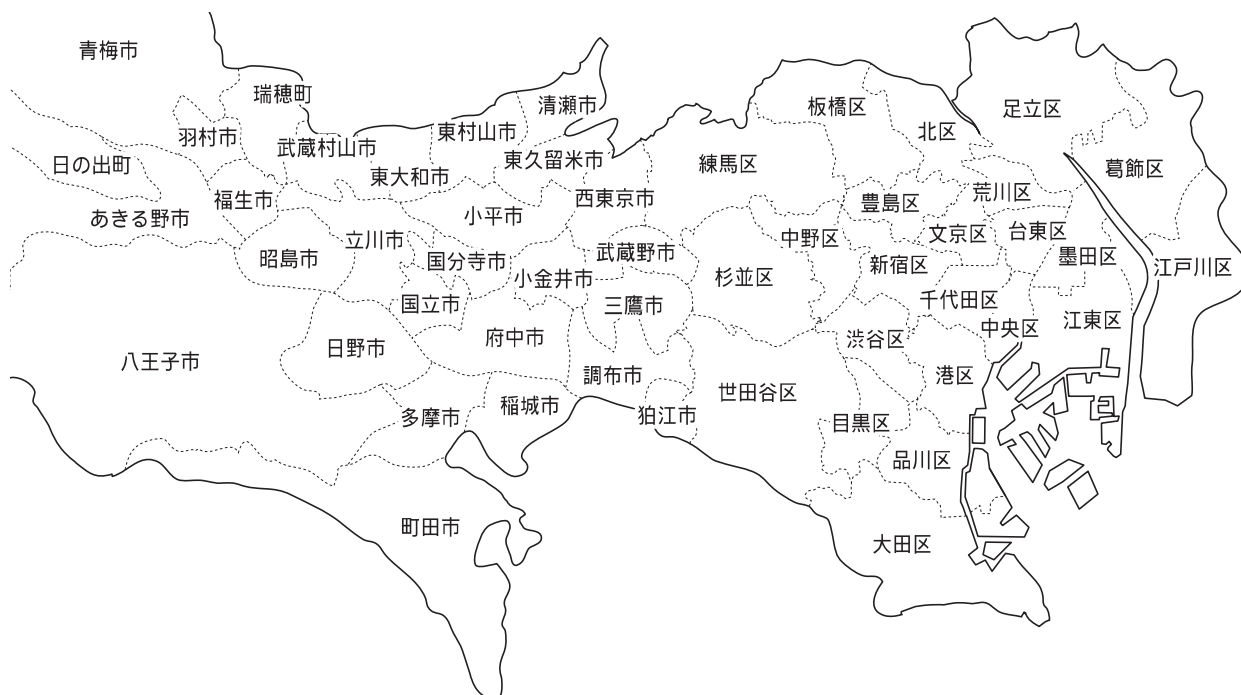 青梅市
瑞穂町
清瀬市
板橋区
足立区
羽村市
武蔵村山市
東村山市
北区
日の出町
東大和市
東久留米市
練馬区
葛飾区
福生市
西東京市
豊島区
荒川区
あきる野市
小平市
文京区
台東区
昭島市
立川市
国分寺市
武蔵野市
中野区
墨田区
小金井市
杉並区
新宿区
江戸川区
国立市
三鷹市
千代田区
八王子市
日野市
府中市
渋谷区
中央区
江東区
調布市
世田谷区
港区
多摩市
稲城市
狛江市
目黒区
品川区
町田市
大田区